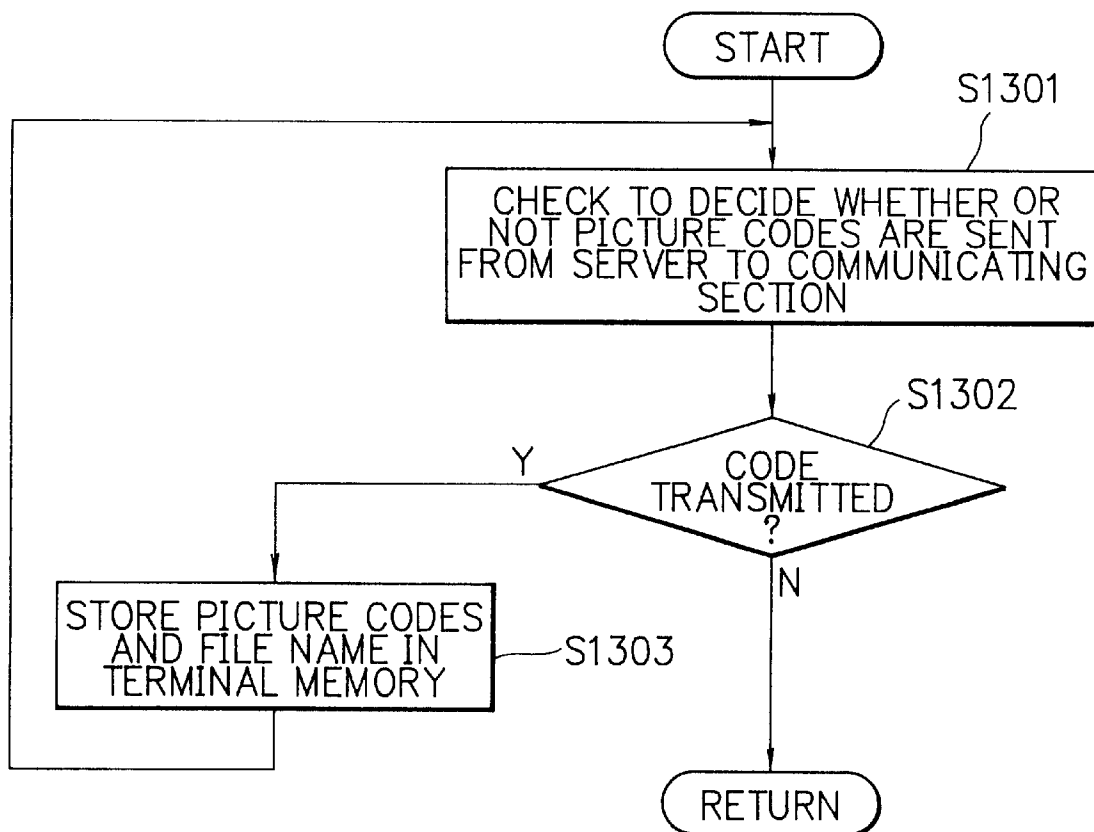 START
S1301
CHECK TO DECIDE WHETHER OR
NOT PICTURE CODES ARE SENT
FROM SERVER TO COMMUNICATING
SECTION
S1302
Y
CODE
TRANSMITTED
?
N
STORE PICTURE CODES
AND FILE NAME IN
TERMINAL MEMORY
S1303
RETURN